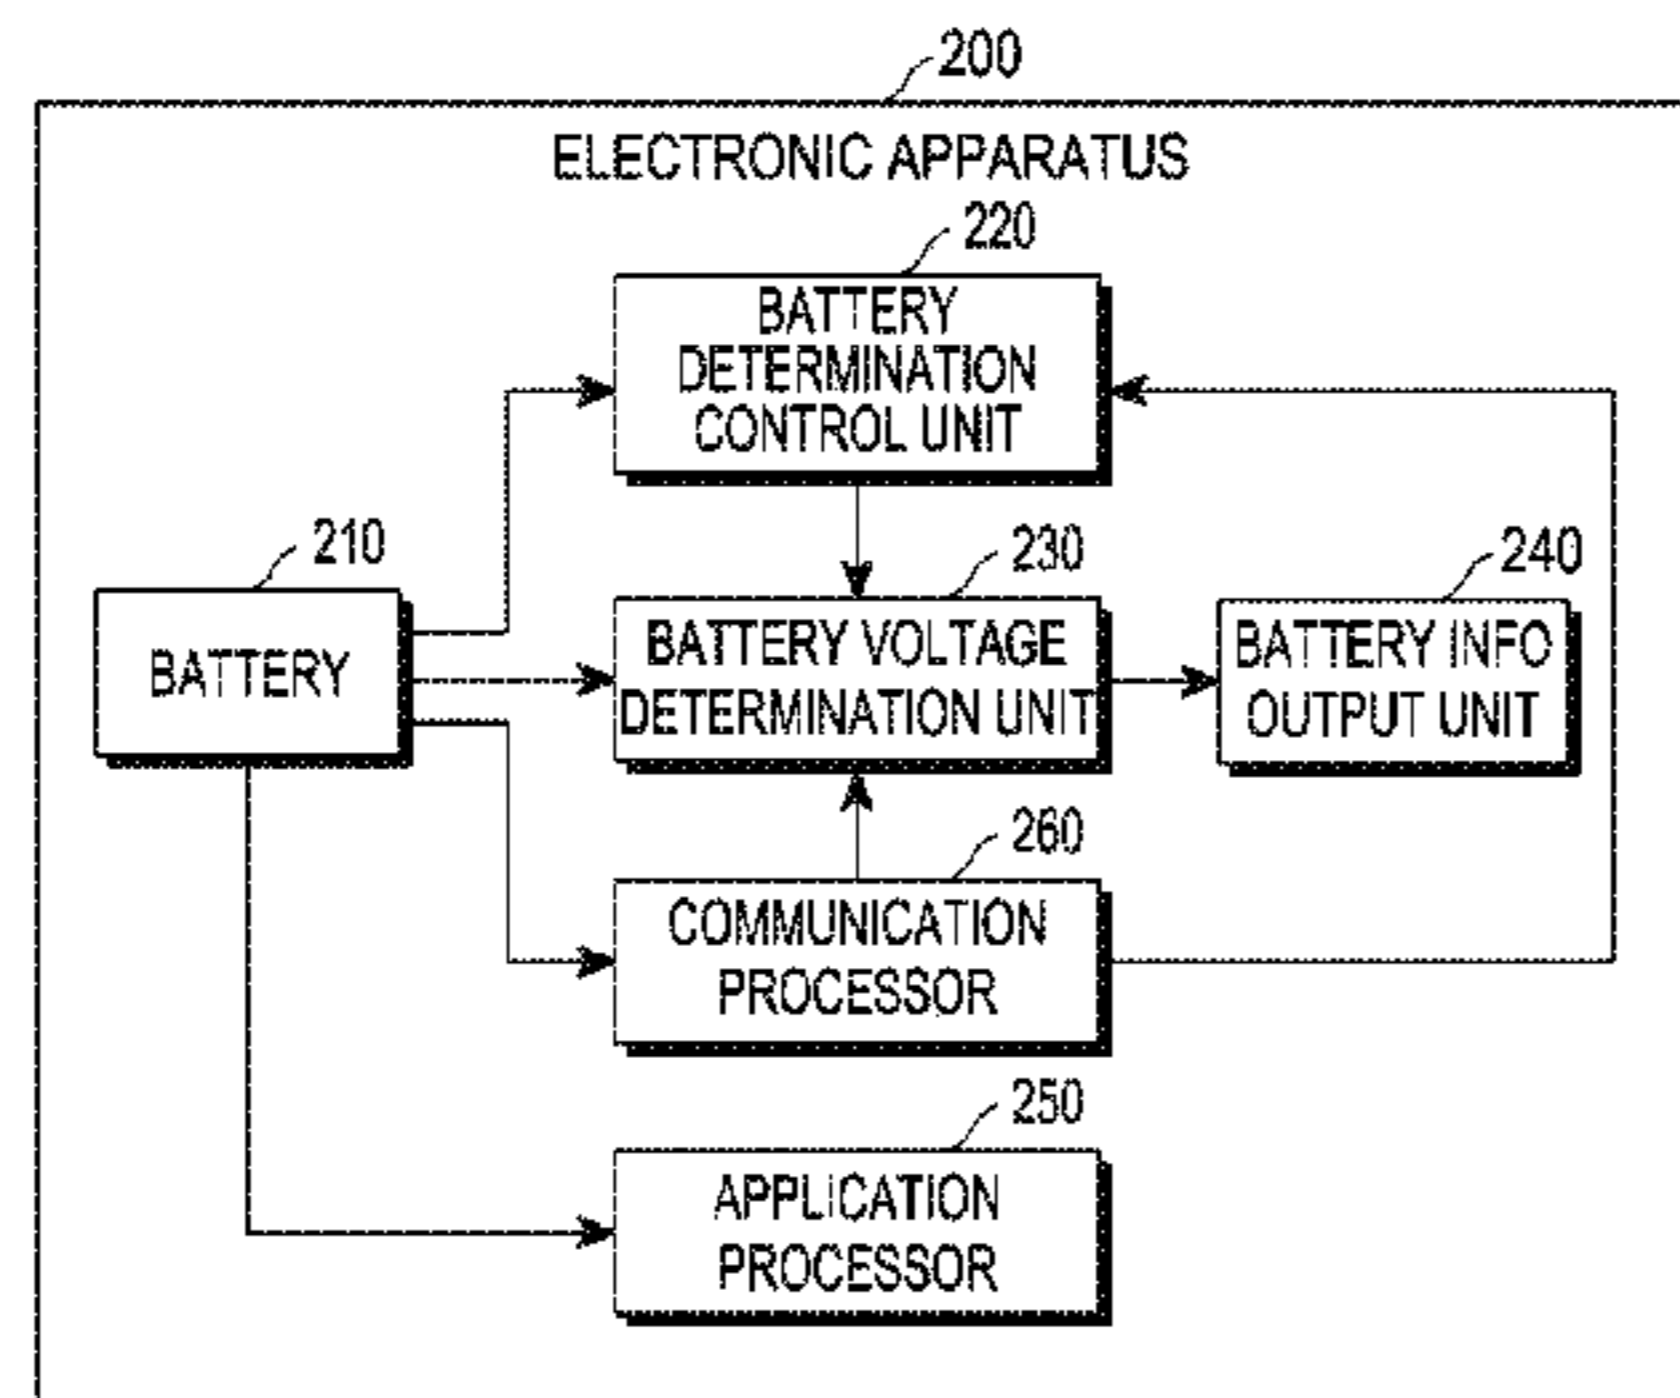 200
ELECTRONIC APPARATUS
220
BATTERY
DETERMINATION
CONTROL UNIT
210
BATTERY
230
BATTERY VOLTAGE
DETERMINATION UNIT
240
BATTERY INFO
OUTPUT UNIT
260
COMMUNICATION
PROCESSOR
250
APPLICATION
PROCESSOR